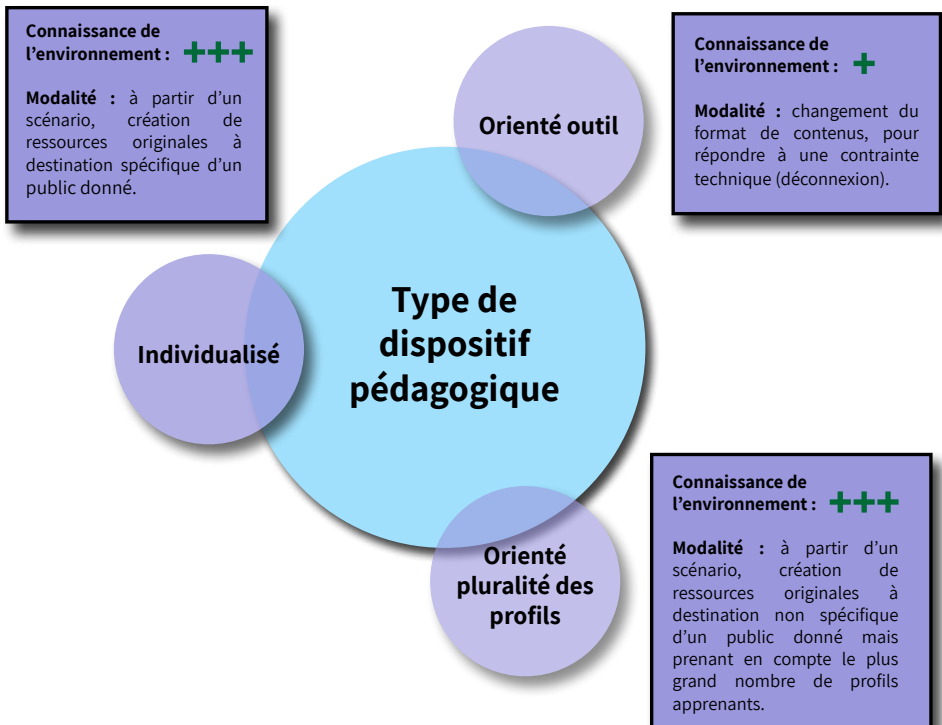 Connaissance de
l'environnement : +++
Modalité : à partir d'un
scénario, création de
ressources originales à
destination spécifique d'un
public donné.
Orienté outil
Connaissance de
l'environnement : +
Modalité : changement du
format de contenus, pour
répondre à une contrainte
technique (déconnexion).
Individualisé
Type de
dispositif
pédagogique
Orienté
pluralité des
profils
Connaissance de
l'environnement : +++
Modalité : à partir d'un
scénario, création de
ressources originales à
destination non spécifique
d'un public donné mais
prenant en compte le plus
grand nombre de profils
apprenants.